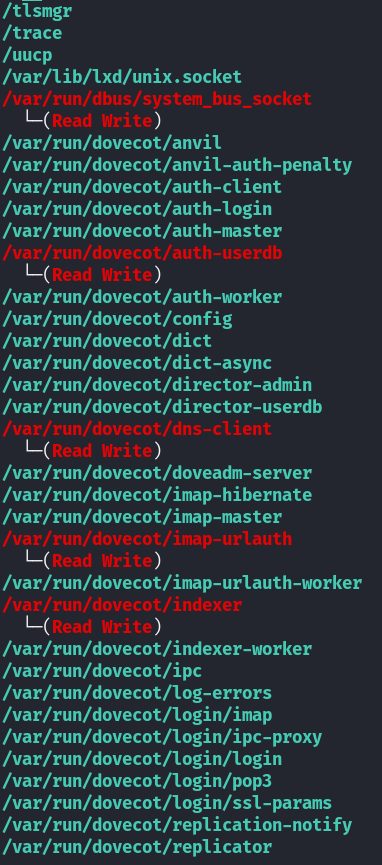 /tlsmgr
/trace
/uucp
/var/lib/lxd/unix.socket
/var/run/dbus/system_bus_socket
└─(Read Write)
/var/run/dovecot/anvil
/var/run/dovecot/anvil-auth-penalty
/var/run/dovecot/auth-client
/var/run/dovecot/auth-login
/var/run/dovecot/auth-master
/var/run/dovecot/auth-userdb
└─(Read Write)
/var/run/dovecot/auth-worker
/var/run/dovecot/config
/var/run/dovecot/dict
/var/run/dovecot/dict-async
/var/run/dovecot/director-admin
/var/run/dovecot/director-userdb
/var/run/dovecot/dns-client
└─(Read Write)
/var/run/dovecot/doveadm-server
/var/run/dovecot/imap-hibernate
/var/run/dovecot/imap-master
/var/run/dovecot/imap-urlauth
└─(Read Write)
/var/run/dovecot/imap-urlauth-worker
/var/run/dovecot/indexer
└─(Read Write)
/var/run/dovecot/indexer-worker
/var/run/dovecot/ipc
/var/run/dovecot/log-errors
/var/run/dovecot/login/imap
/var/run/dovecot/login/ipc-proxy
/var/run/dovecot/login/login
/var/run/dovecot/login/pop3
/var/run/dovecot/login/ssl-params
/var/run/dovecot/replication-notify
/var/run/dovecot/replicator